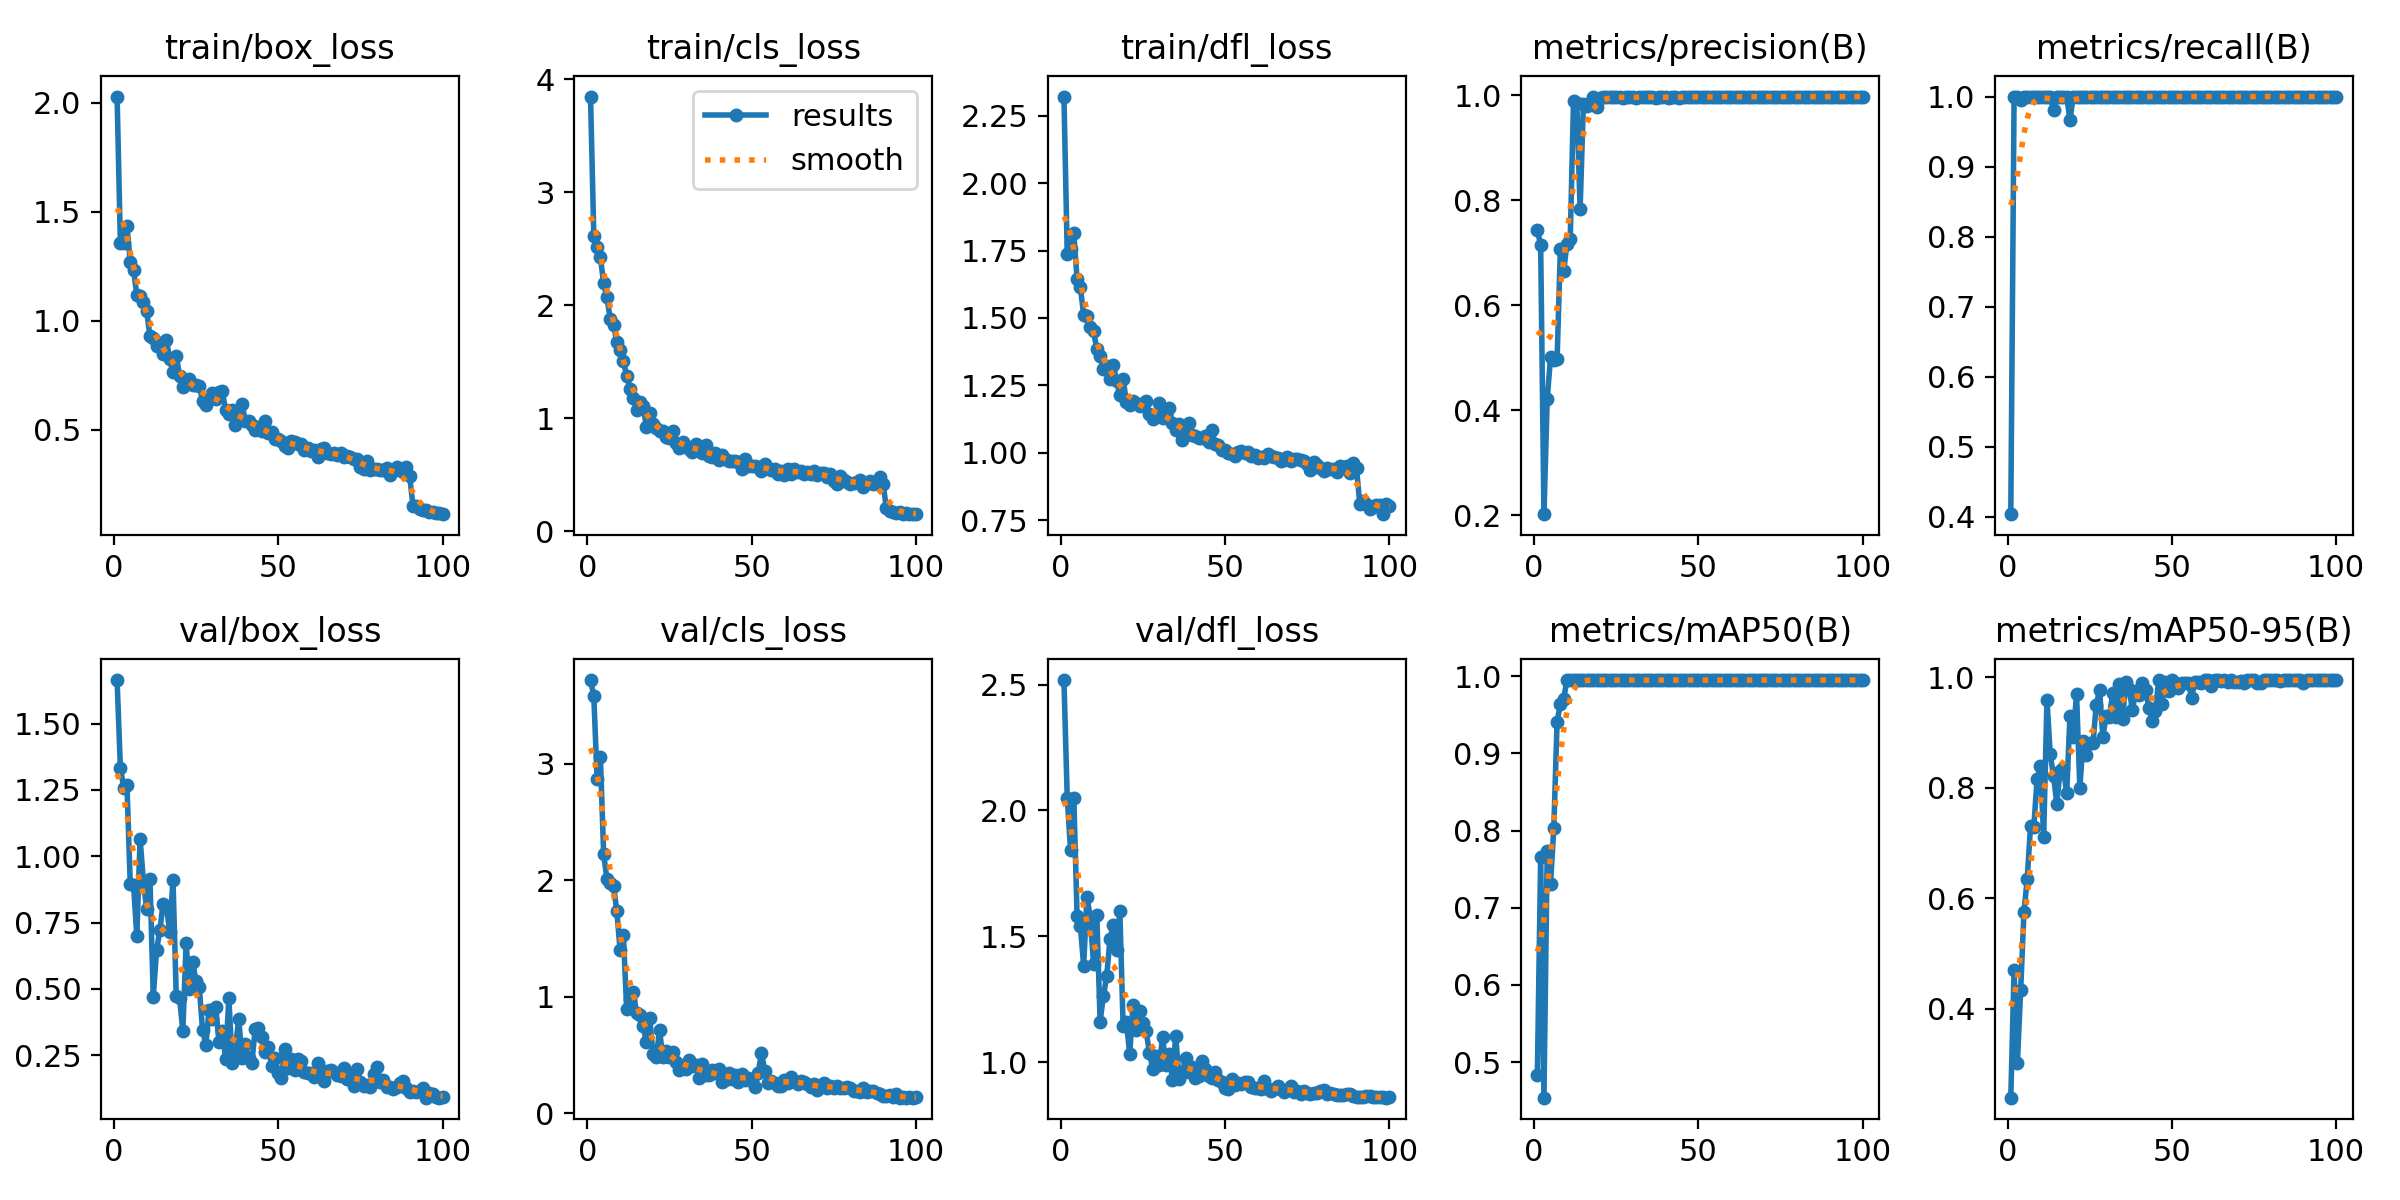 train/box_loss
2.0
1.5
1.0
0.5
0 50 100
train/cls_loss
results
smooth
4
3
2
1
0
0 50 100
train/dfl_loss
2.25
2.00
1.75
1.50
1.25
1.00
0.75
0 50 100
metrics/precision(B)
1.0
0.8
0.6
0.4
0.2
0 50 100
metrics/recall(B)
1.0
0.9
0.8
0.7
0.6
0.5
0.4
0 50 100
val/box_loss
1.50
1.25
1.00
0.75
0.50
0.25
0 50 100
val/cls_loss
3
2
1
0
0 50 100
val/dfl_loss
2.5
2.0
1.5
1.0
0 50 100
metrics/mAP50(B)
1.0
0.9
0.8
0.7
0.6
0.5
0 50 100
metrics/mAP50-95(B)
1.0
0.8
0.6
0.4
0 50 100